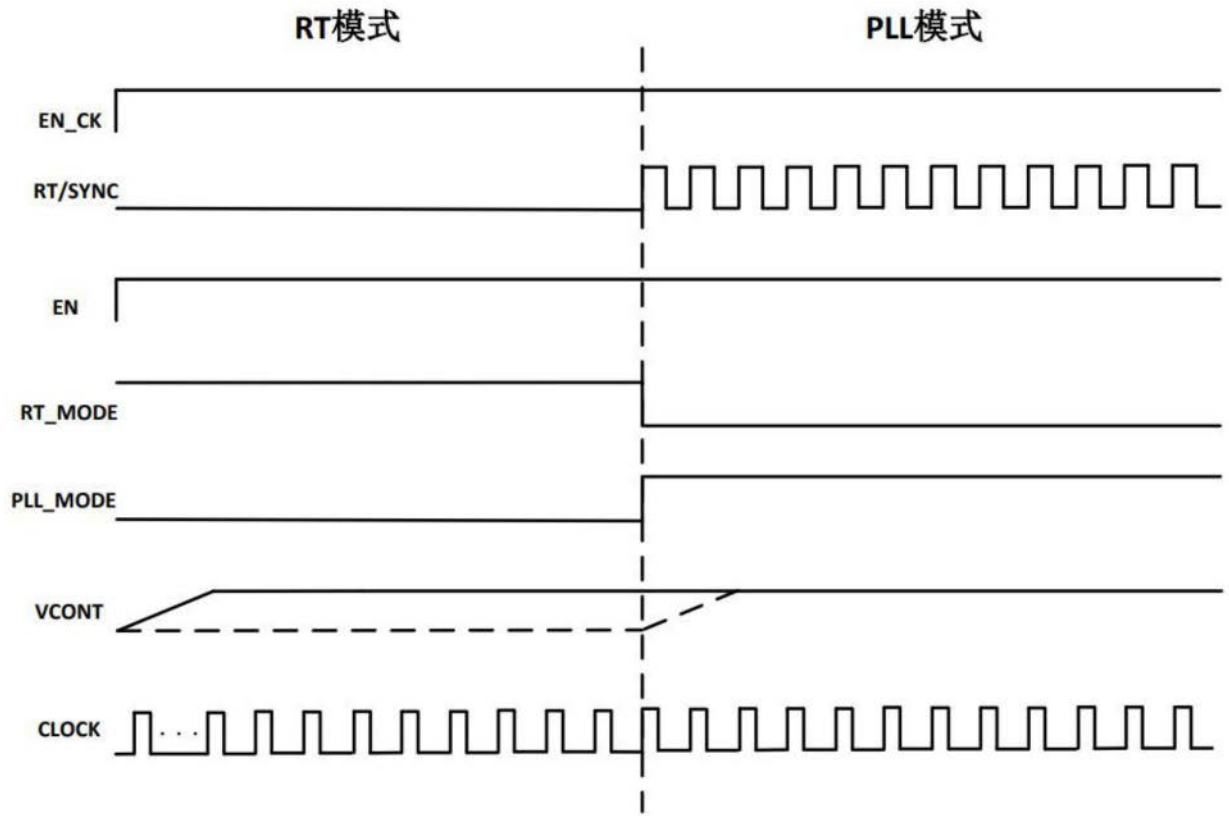 RT模式
PLL模式
EN_CK
RT/SYNC
EN
RT_MODE
PLL_MODE
VCONT
CLOCK